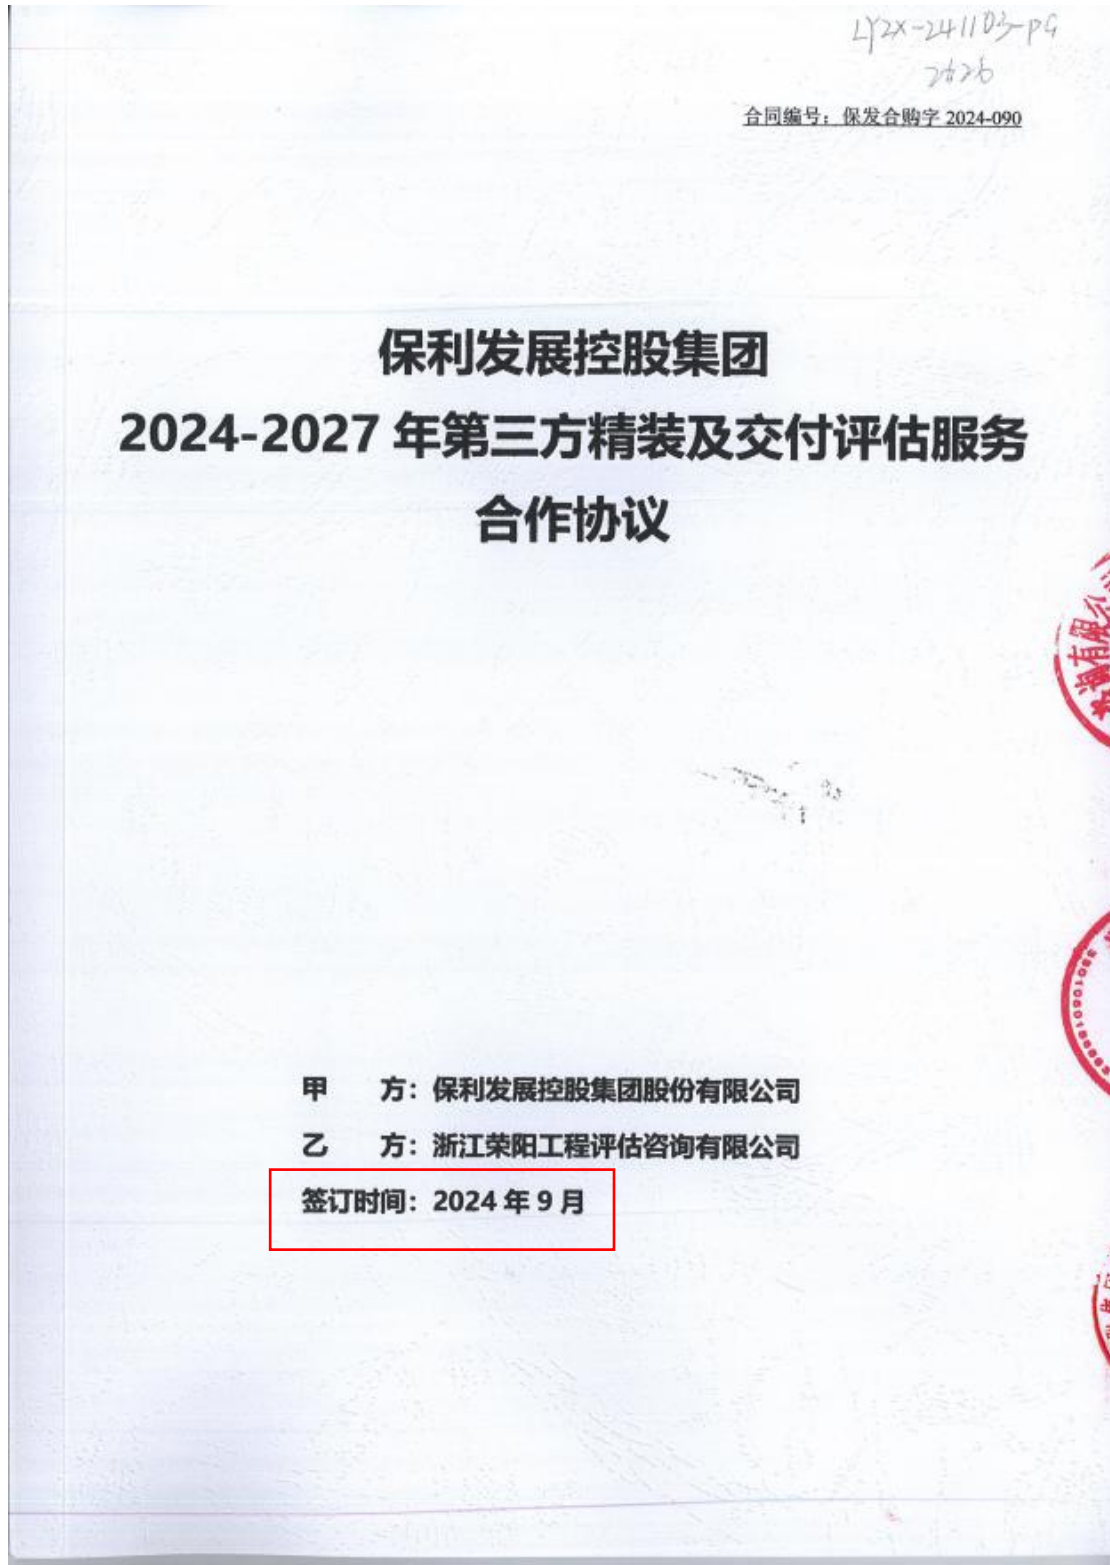 LYZX-241103-PG
合同编号：保发合购字 2024-090
保利发展控股集团
2024-2027 年第三方精装及交付评估服务
合作协议
有限公
甲 方：保利发展控股集团股份有限公司
乙 方：浙江荣阳工程评估咨询有限公司
签订时间：2024 年 9 月